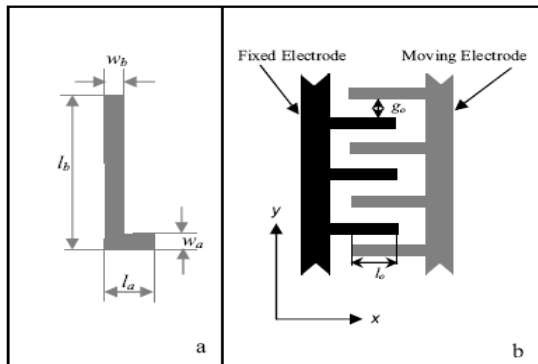 w_b
l_b
w_a
l_a
a
Fixed Electrode
Moving Electrode
g_o
y
l_o
x
b